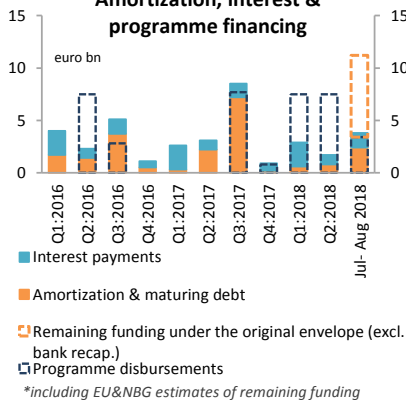 Amortization, interest &
programme financing
15 15
euro bn
10 10
5 5
0 0
Q1:2016 Q2:2016 Q3:2016 Q4:2016 Q1:2017 Q2:2017 Q3:2017 Q4:2017 Q1:2018 Q2:2018 Jul- Aug 2018
Interest payments
Amortization & maturing debt
Remaining funding under the original envelope (excl.
bank recap.)
Programme disbursements
*including EU&NBG estimates of remaining funding